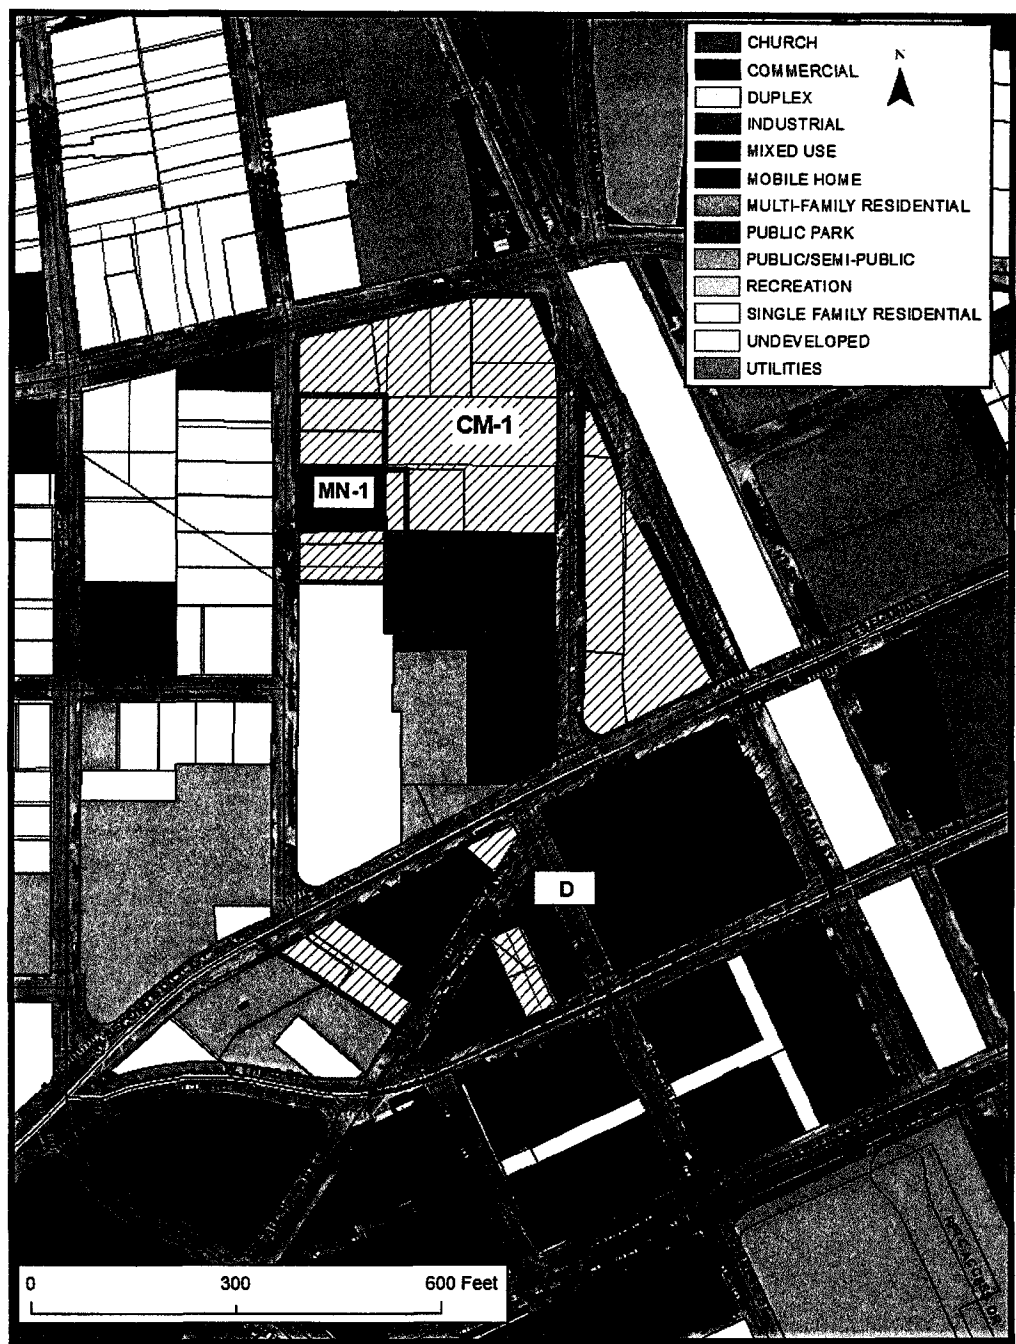 CHURCH
N
COMMERCIAL
DUPLEX
INDUSTRIAL
MIXED USE
MOBILE HOME
MULTI-FAMILY RESIDENTIAL
PUBLIC PARK
PUBLIC/SEMI-PUBLIC
RECREATION
SINGLE FAMILY RESIDENTIAL
UNDEVELOPED
UTILITIES
CM-1
MN-1
D
0 300 600 Feet